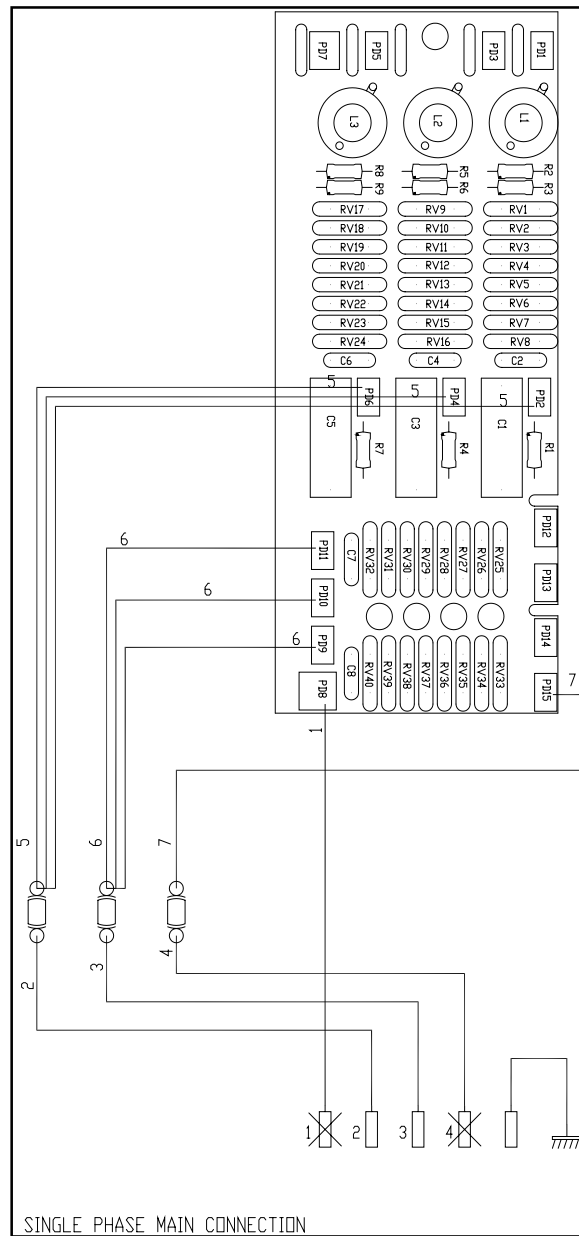 PD7 PD5 PD3 PD1
L3 L2 L1
R8 R5 R2
R9 R6 R3
RV17 RV9 RV1
RV18 RV10 RV2
RV19 RV11 RV3
RV20 RV12 RV4
RV21 RV13 RV5
RV22 RV14 RV6
RV23 RV15 RV7
RV24 RV16 RV8
C6 C4 C2
5 5 5
PD6 PD4 PD2
C5 C3 C1
R7 R4 R1
PD12
6 PD11 C7 RV32 RV31 RV30 RV29 RV28 RV27 RV26 RV25
PD13
6 PD10
PD14
6 PD9
C8 RV40 RV39 RV38 RV37 RV36 RV35 RV34 RV33
PD8 PD15 7
1
5 6 7
2 3 4
1 2 3 4
SINGLE PHASE MAIN CONNECTION